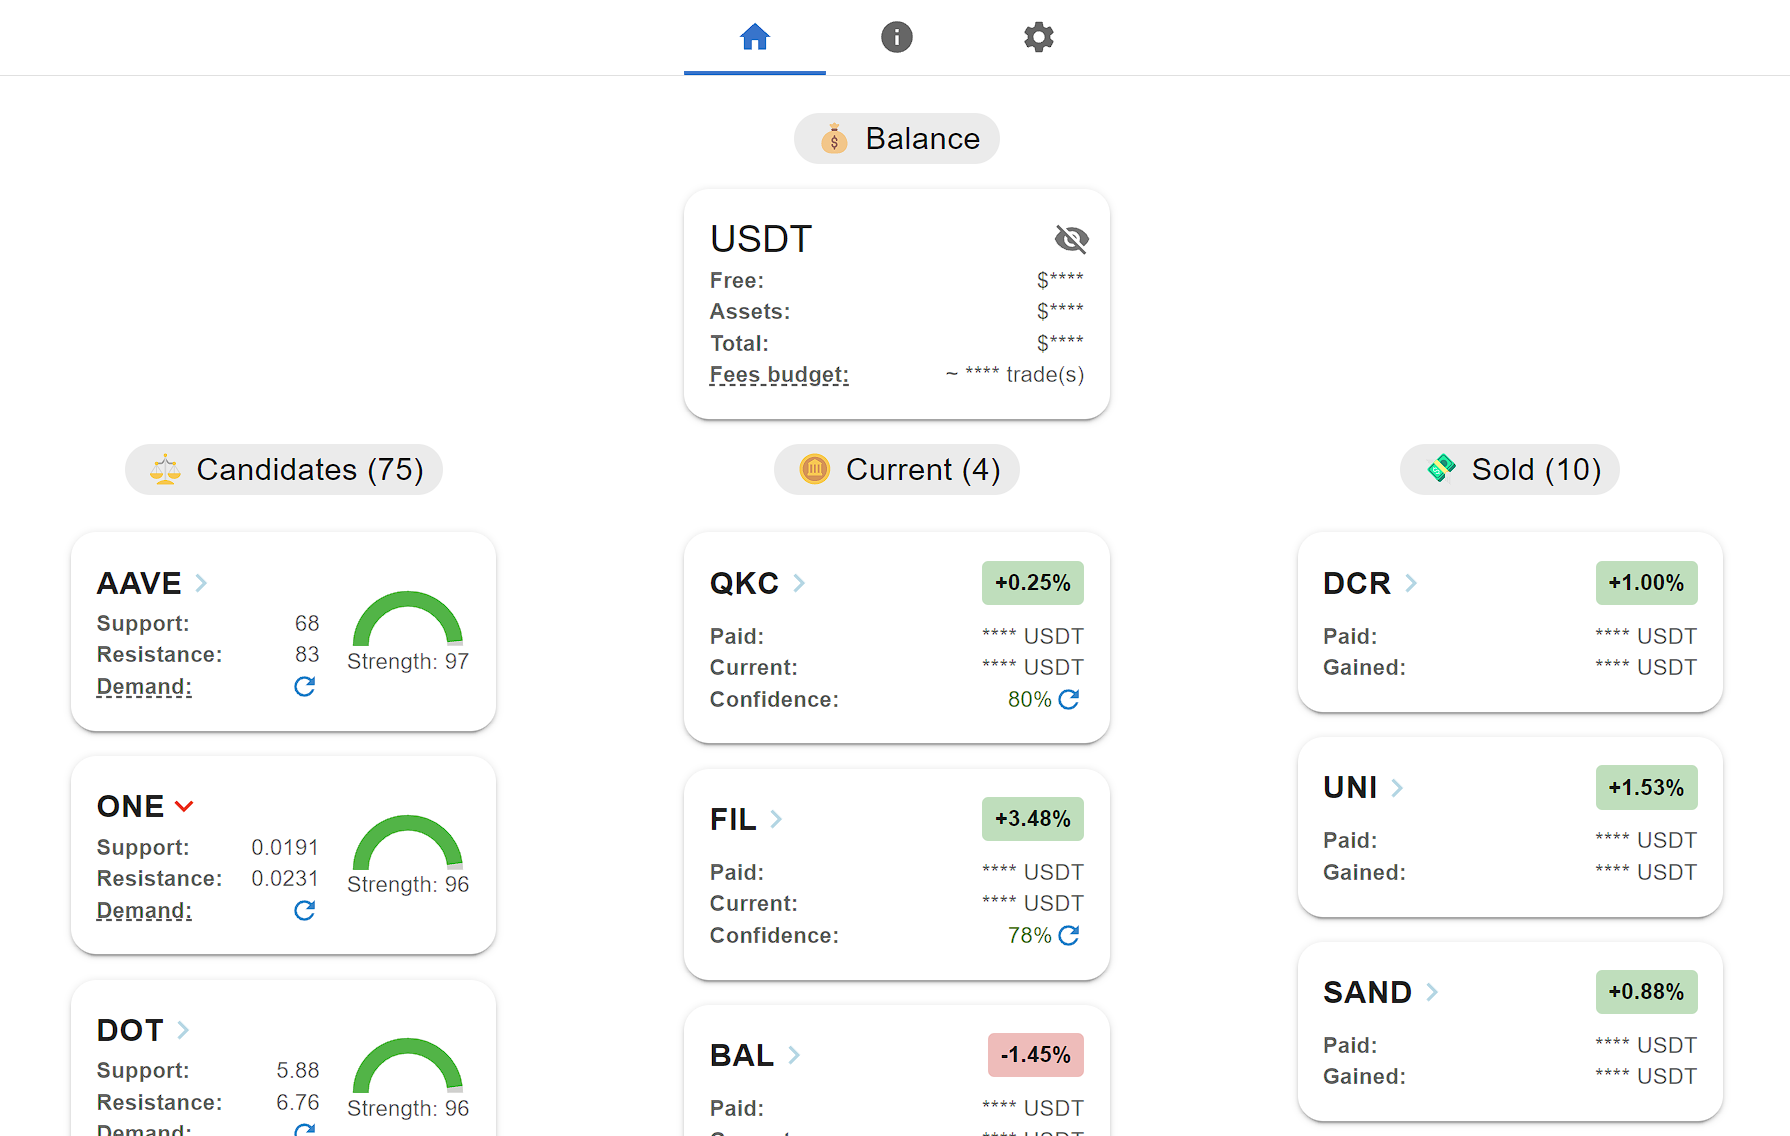 Balance
USDT
Free: $****
Assets: $****
Total: $****
Fees budget: ~ **** trade(s)
Candidates (75)
AAVE
Support: 68
Resistance: 83
Demand:
Strength: 97
ONE
Support: 0.0191
Resistance: 0.0231
Demand:
Strength: 96
DOT
Support: 5.88
Resistance: 6.76
Demand:
Strength: 96
Current (4)
QKC +0.25%
Paid: **** USDT
Current: **** USDT
Confidence: 80%
FIL +3.48%
Paid: **** USDT
Current: **** USDT
Confidence: 78%
BAL -1.45%
Paid: **** USDT
Current: **** USDT
Sold (10)
DCR +1.00%
Paid: **** USDT
Gained: **** USDT
UNI +1.53%
Paid: **** USDT
Gained: **** USDT
SAND +0.88%
Paid: **** USDT
Gained: **** USDT